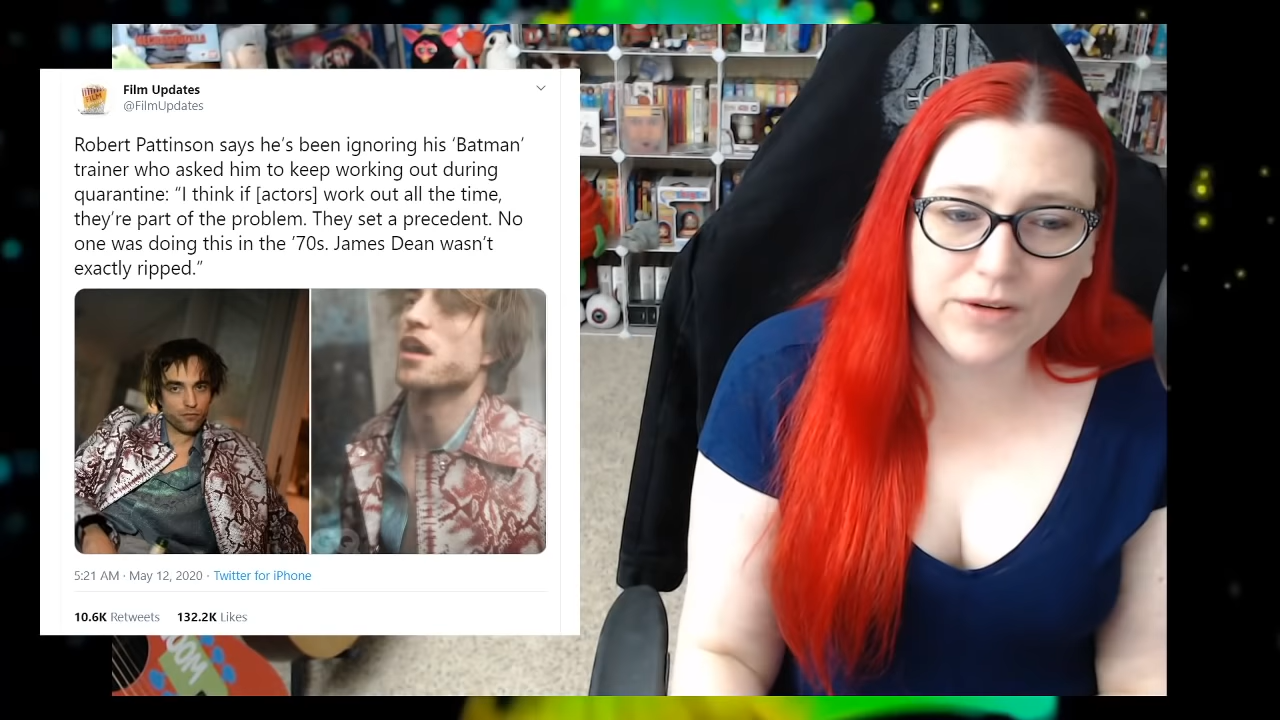 Film Updates
@FilmUpdates
Robert Pattinson says he’s been ignoring his ‘Batman’
trainer who asked him to keep working out during
quarantine: “I think if [actors] work out all the time,
they’re part of the problem. They set a precedent. No
one was doing this in the ’70s. James Dean wasn’t
exactly ripped.”
5:21 AM · May 12, 2020 · Twitter for iPhone
10.6K Retweets 132.2K Likes